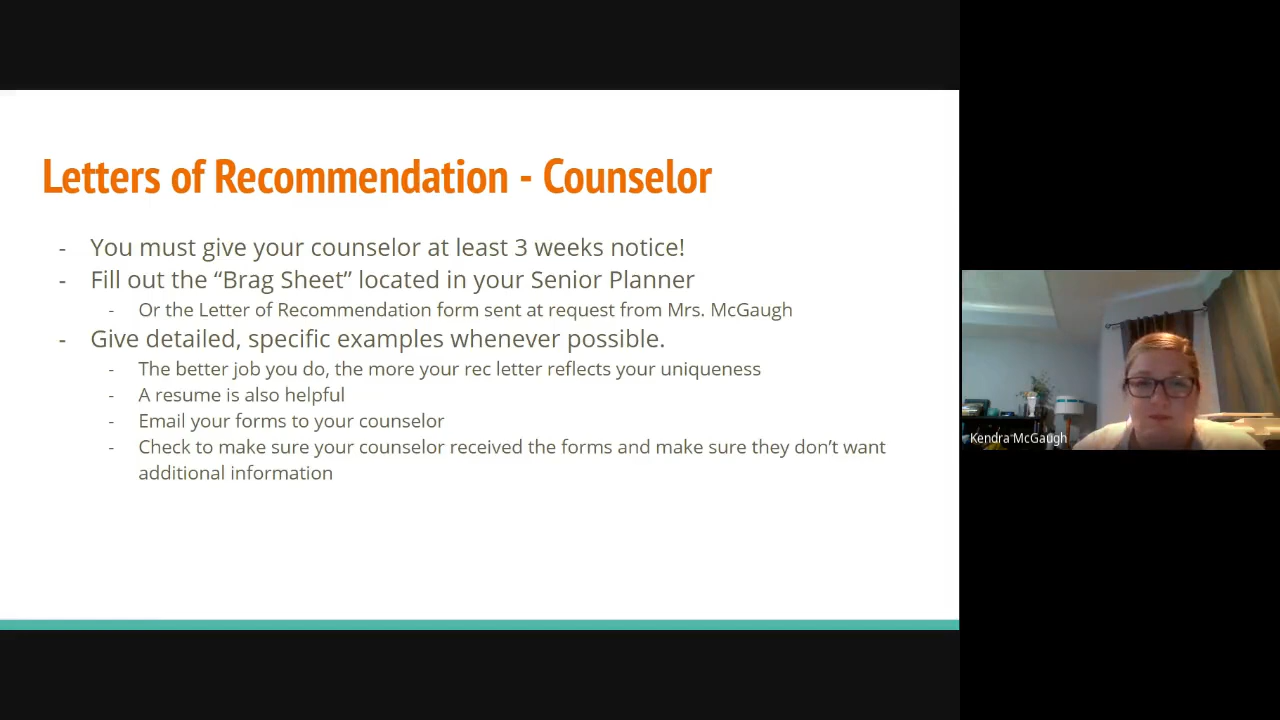 Letters of Recommendation - Counselor
- You must give your counselor at least 3 weeks notice!
- Fill out the “Brag Sheet” located in your Senior Planner
- Or the Letter of Recommendation form sent at request from Mrs. McGaugh
- Give detailed, specific examples whenever possible.
- The better job you do, the more your rec letter reflects your uniqueness
- A resume is also helpful
- Email your forms to your counselor
- Check to make sure your counselor received the forms and make sure they don’t want
additional information
Kendra McGaugh